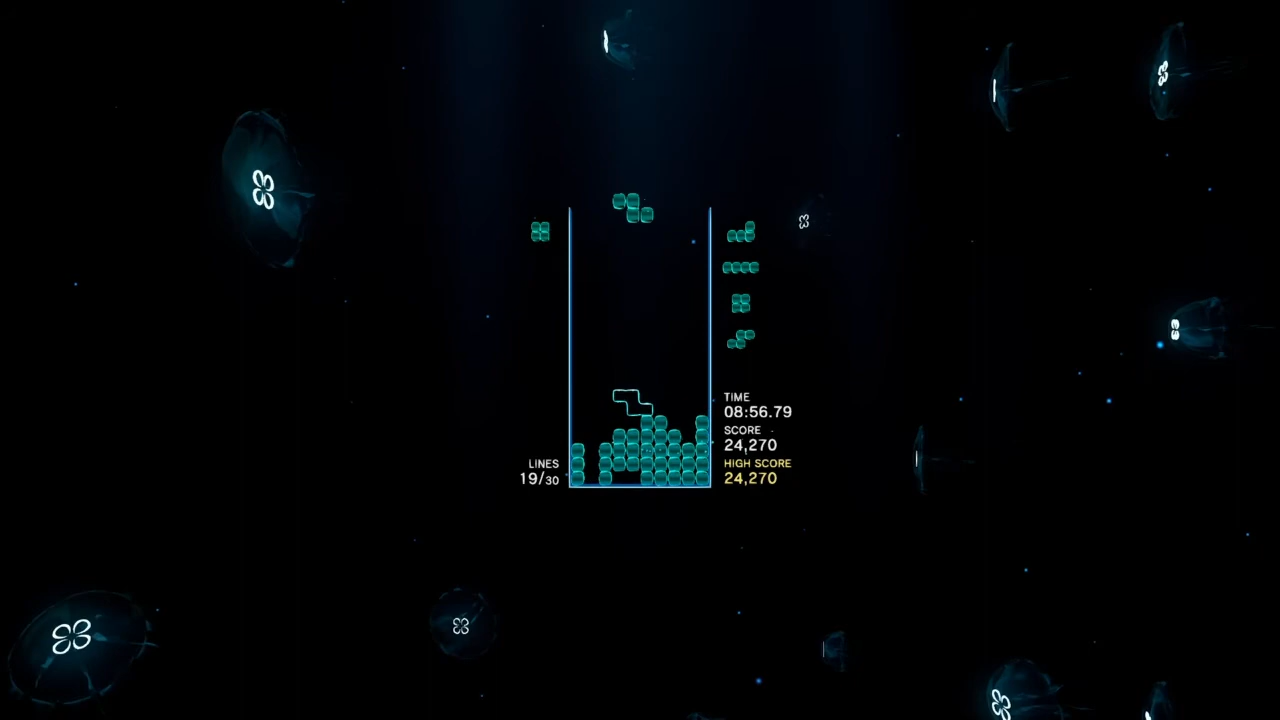 TIME
08:56.79
SCORE
24,270
LINES
19/30
HIGH SCORE
24,270